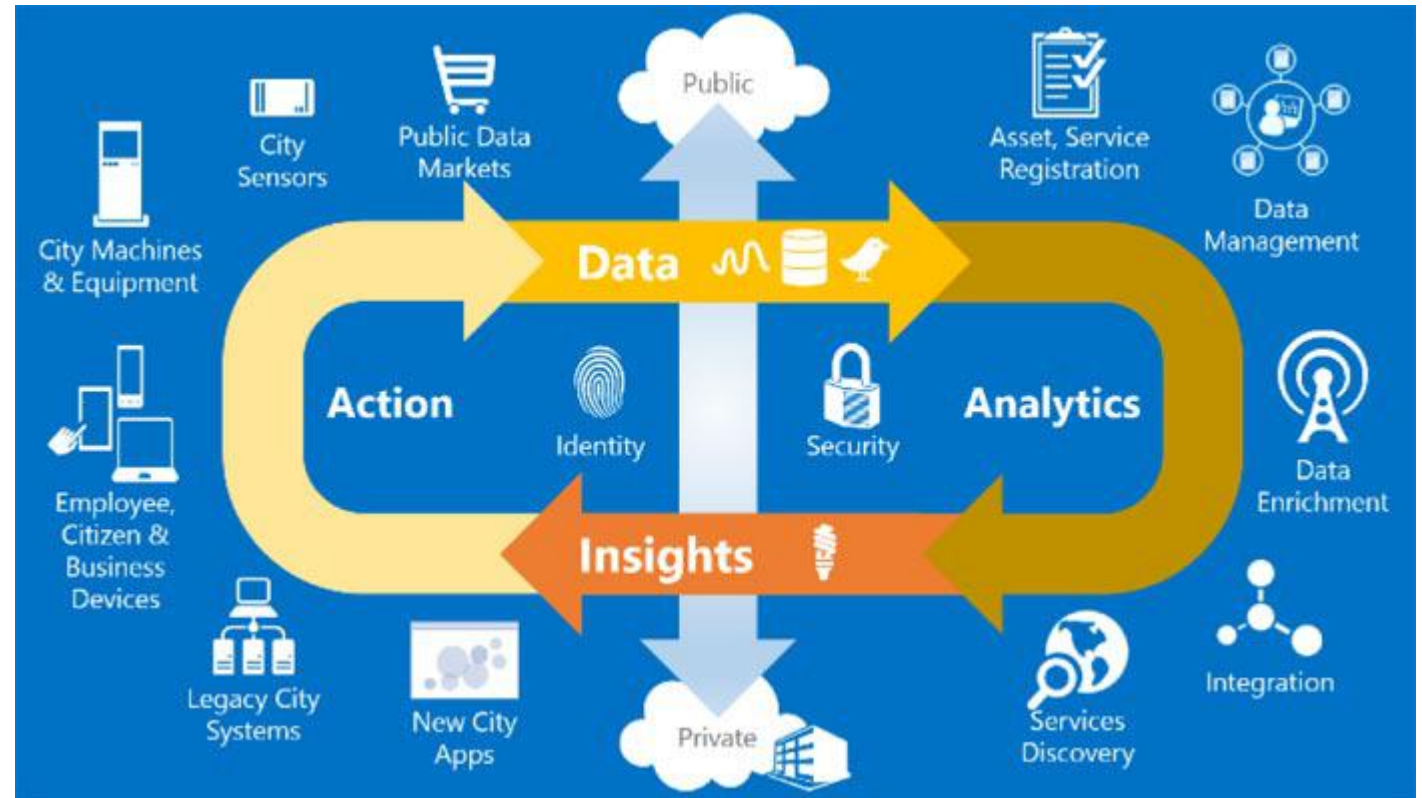 Public
City
Sensors
Public Data
Markets
Asset, Service
Registration
Data
Management
City Machines
& Equipment
Data
Action
Identity
Security
Analytics
Employee,
Citizen &
Business
Devices
Data
Enrichment
Insights
Legacy City
Systems
New City
Apps
Private
Services
Discovery
Integration